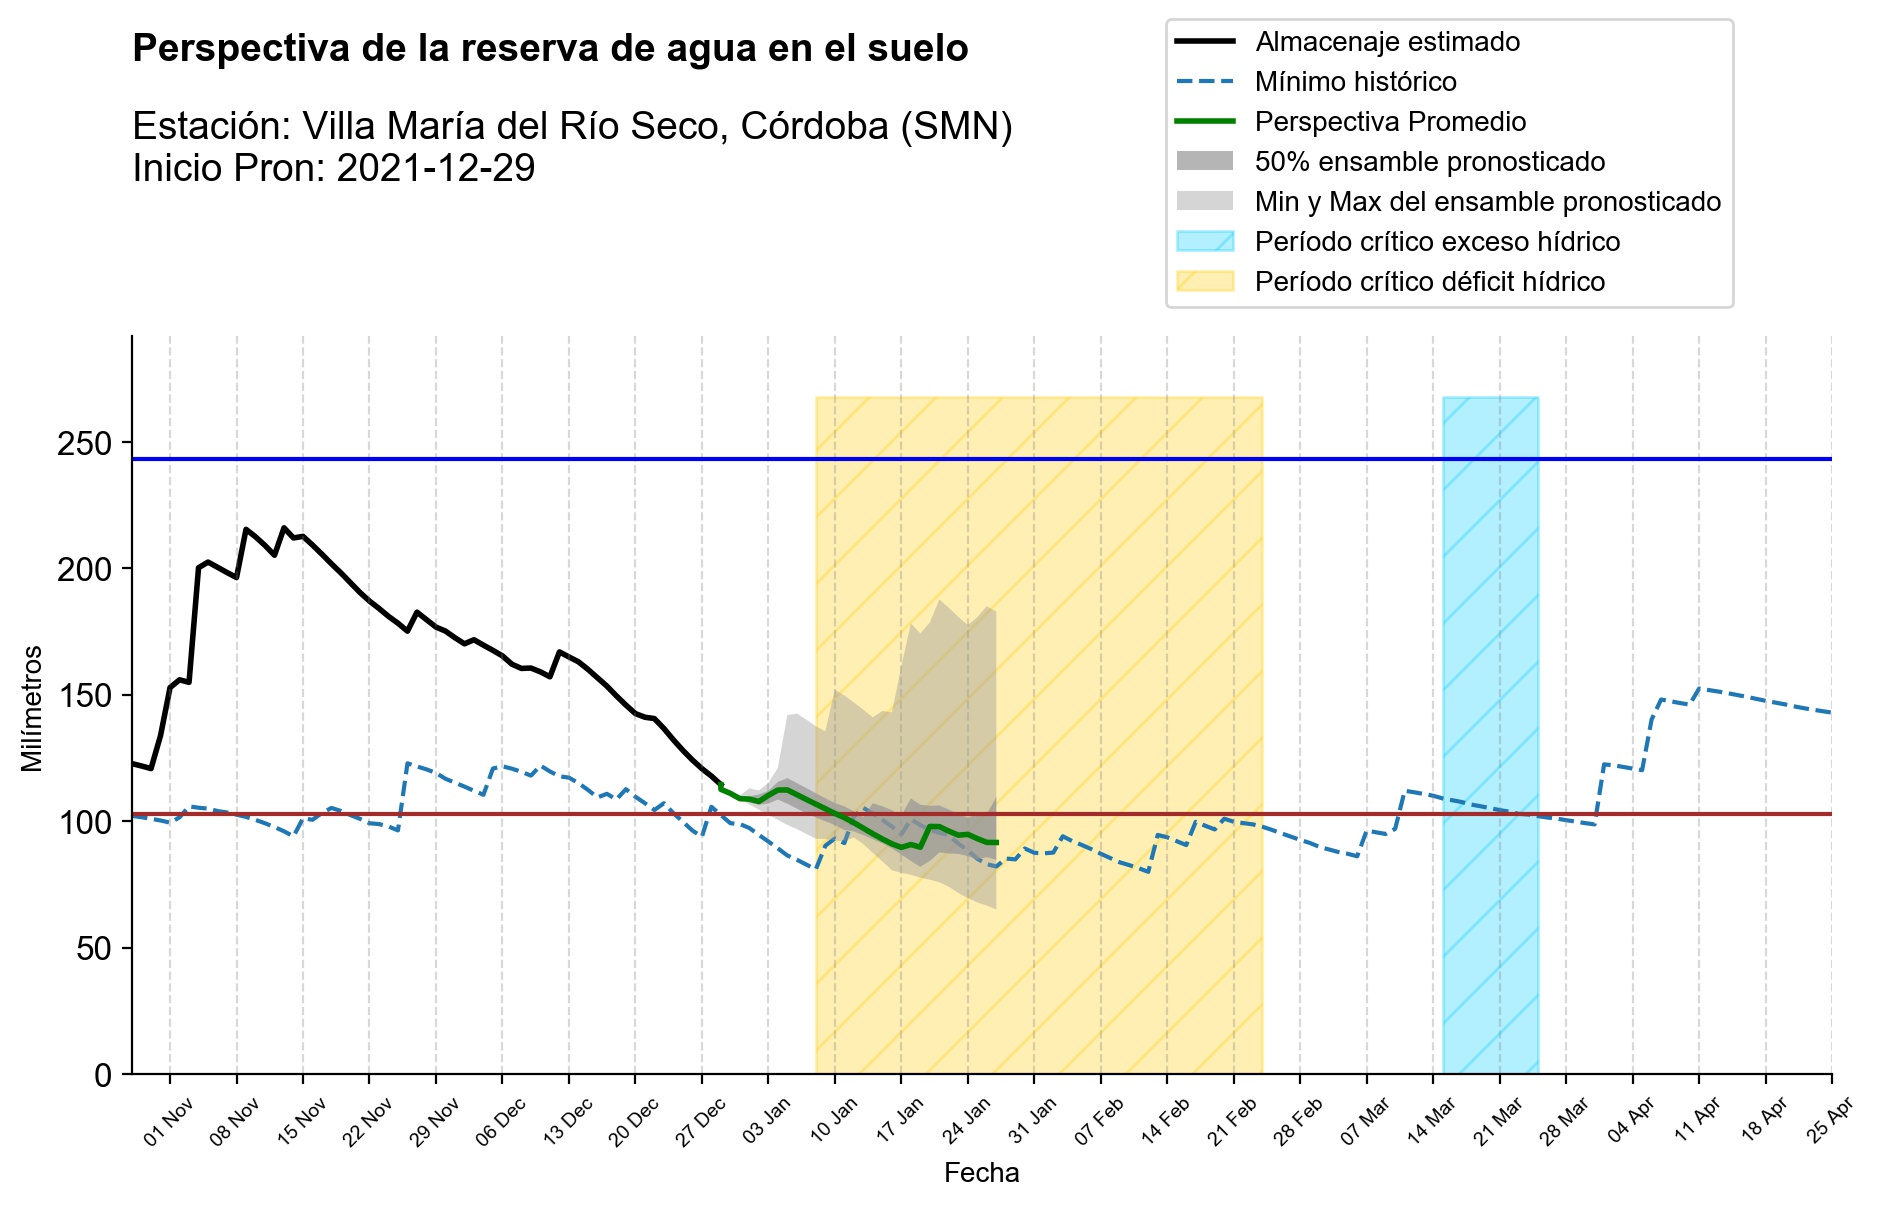 Perspectiva de la reserva de agua en el suelo
Estación: Villa María del Río Seco, Córdoba (SMN)
Inicio Pron: 2021-12-29
Almacenaje estimado
Mínimo histórico
Perspectiva Promedio
50% ensamble pronosticado
Min y Max del ensamble pronosticado
Período crítico exceso hídrico
Período crítico déficit hídrico
250
200
150
100
50
0
Milímetros
01 Nov
08 Nov
15 Nov
22 Nov
29 Nov
06 Dec
13 Dec
20 Dec
27 Dec
03 Jan
10 Jan
17 Jan
24 Jan
31 Jan
07 Feb
14 Feb
21 Feb
28 Feb
07 Mar
14 Mar
21 Mar
28 Mar
04 Apr
11 Apr
18 Apr
25 Apr
Fecha